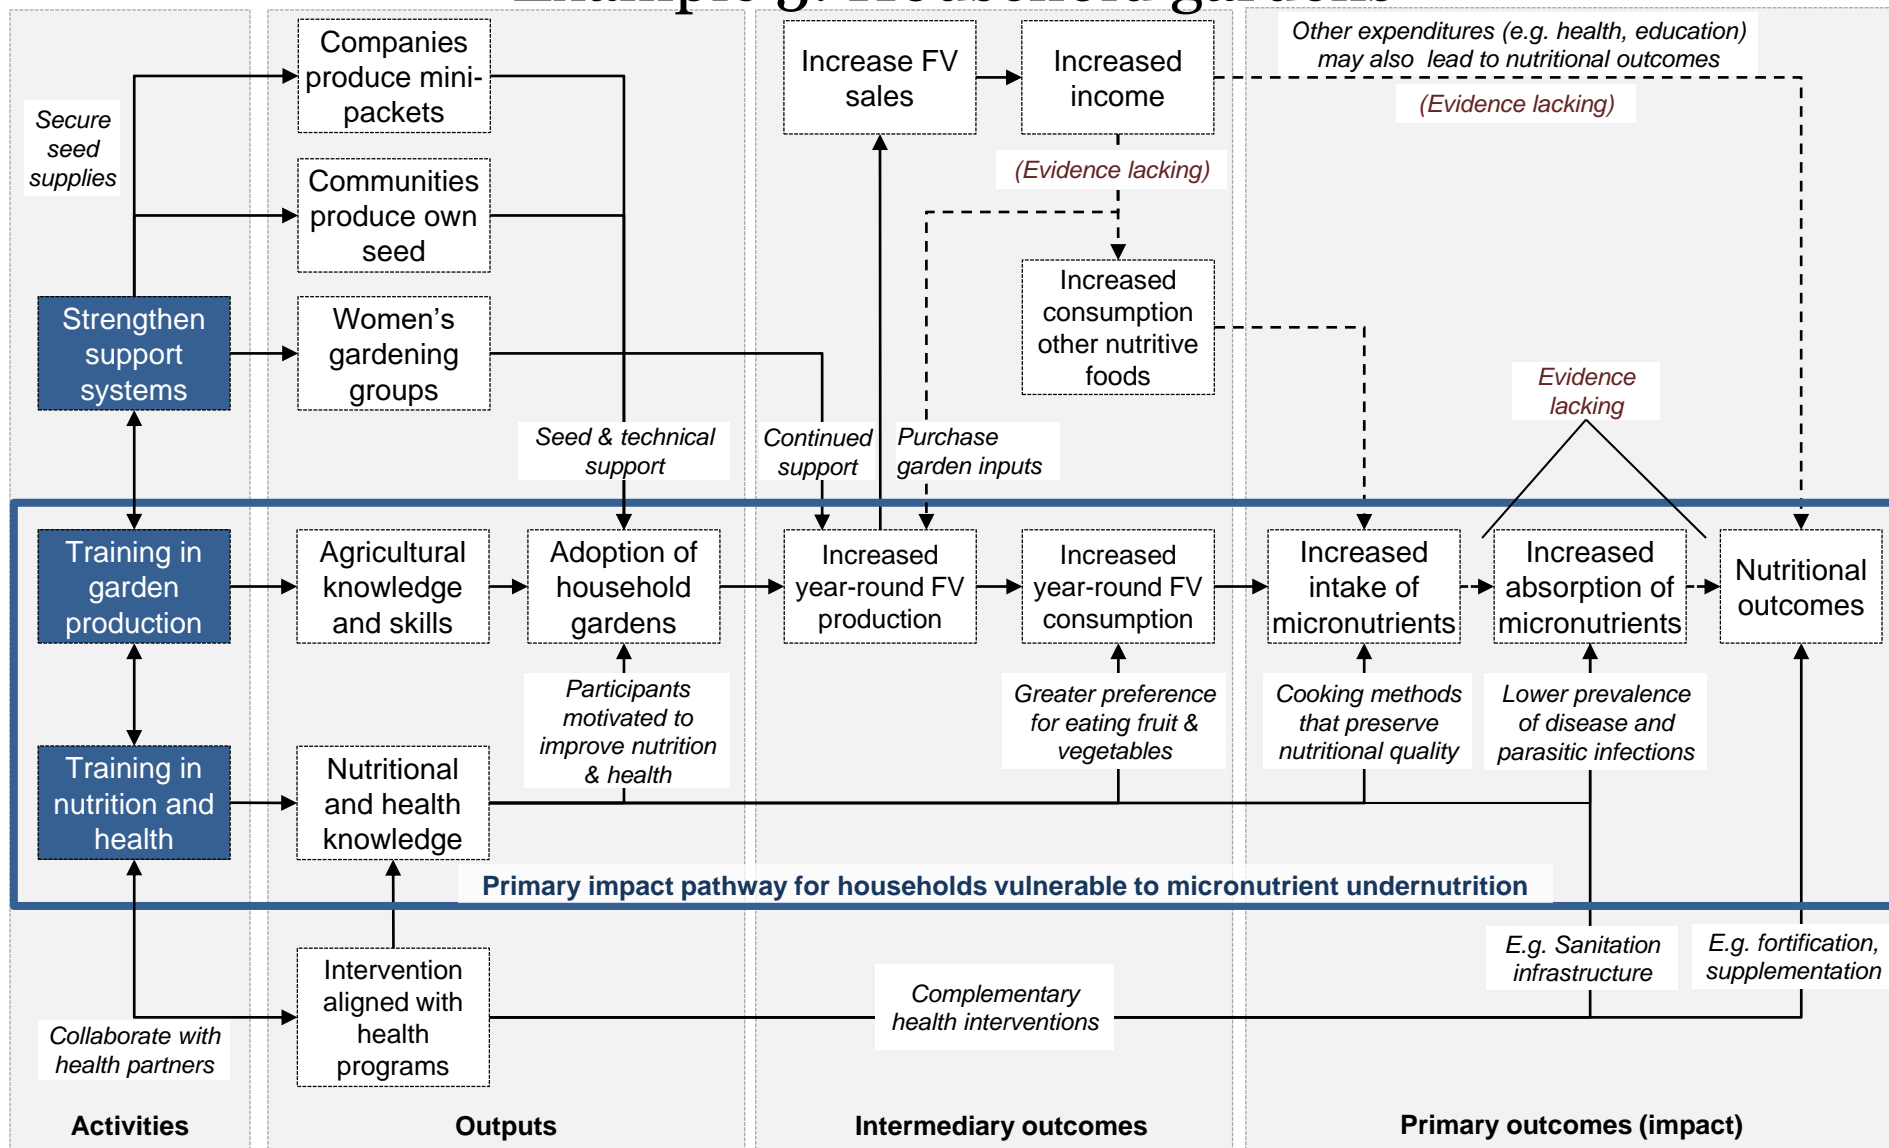 Example 3: Household gardens
Companies
produce mini-
packets
Increase FV
sales
Increased
income
Other expenditures (e.g. health, education)
may also lead to nutritional outcomes
(Evidence lacking)
Secure
seed
supplies
(Evidence lacking)
Communities
produce own
seed
Strengthen
support
systems
Women's
gardening
groups
Increased
consumption
other nutritive
foods
Evidence
lacking
Seed & technical
support
Continued
support
Purchase
garden inputs
Training in
garden
production
Agricultural
knowledge
and skills
Adoption of
household
gardens
Increased
year-round FV
production
Increased
year-round FV
consumption
Increased
intake of
micronutrients
Increased
absorption of
micronutrients
Nutritional
outcomes
Participants
motivated to
improve nutrition
& health
Greater preference
for eating fruit &
vegetables
Cooking methods
that preserve
nutritional quality
Lower prevalence
of disease and
parasitic infections
Training in
nutrition and
health
Nutritional
and health
knowledge
Primary impact pathway for households vulnerable to micronutrient undernutrition
Intervention
aligned with
health
programs
Complementary
health interventions
E.g. Sanitation
infrastructure
E.g. fortification,
supplementation
Collaborate with
health partners
Activities
Outputs
Intermediary outcomes
Primary outcomes (impact)